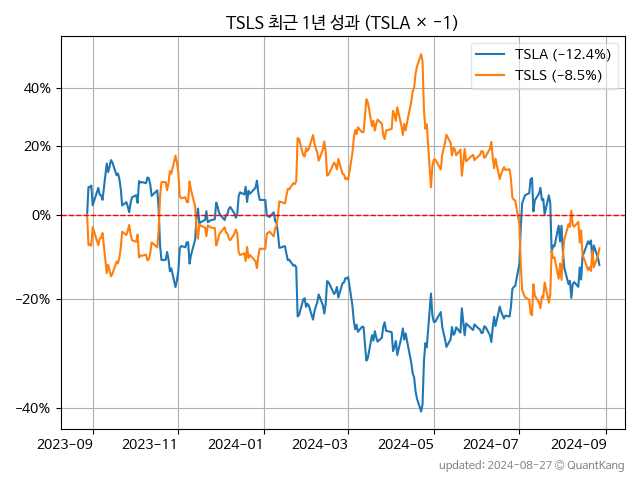 TSLS 최근 1년 성과 (TSLA × −1)
TSLA (−12.4%)
TSLS (−8.5%)
40%
20%
0%
−20%
−40%
2023-09 2023-11 2024-01 2024-03 2024-05 2024-07 2024-09
updated: 2024-08-27 © QuantKang